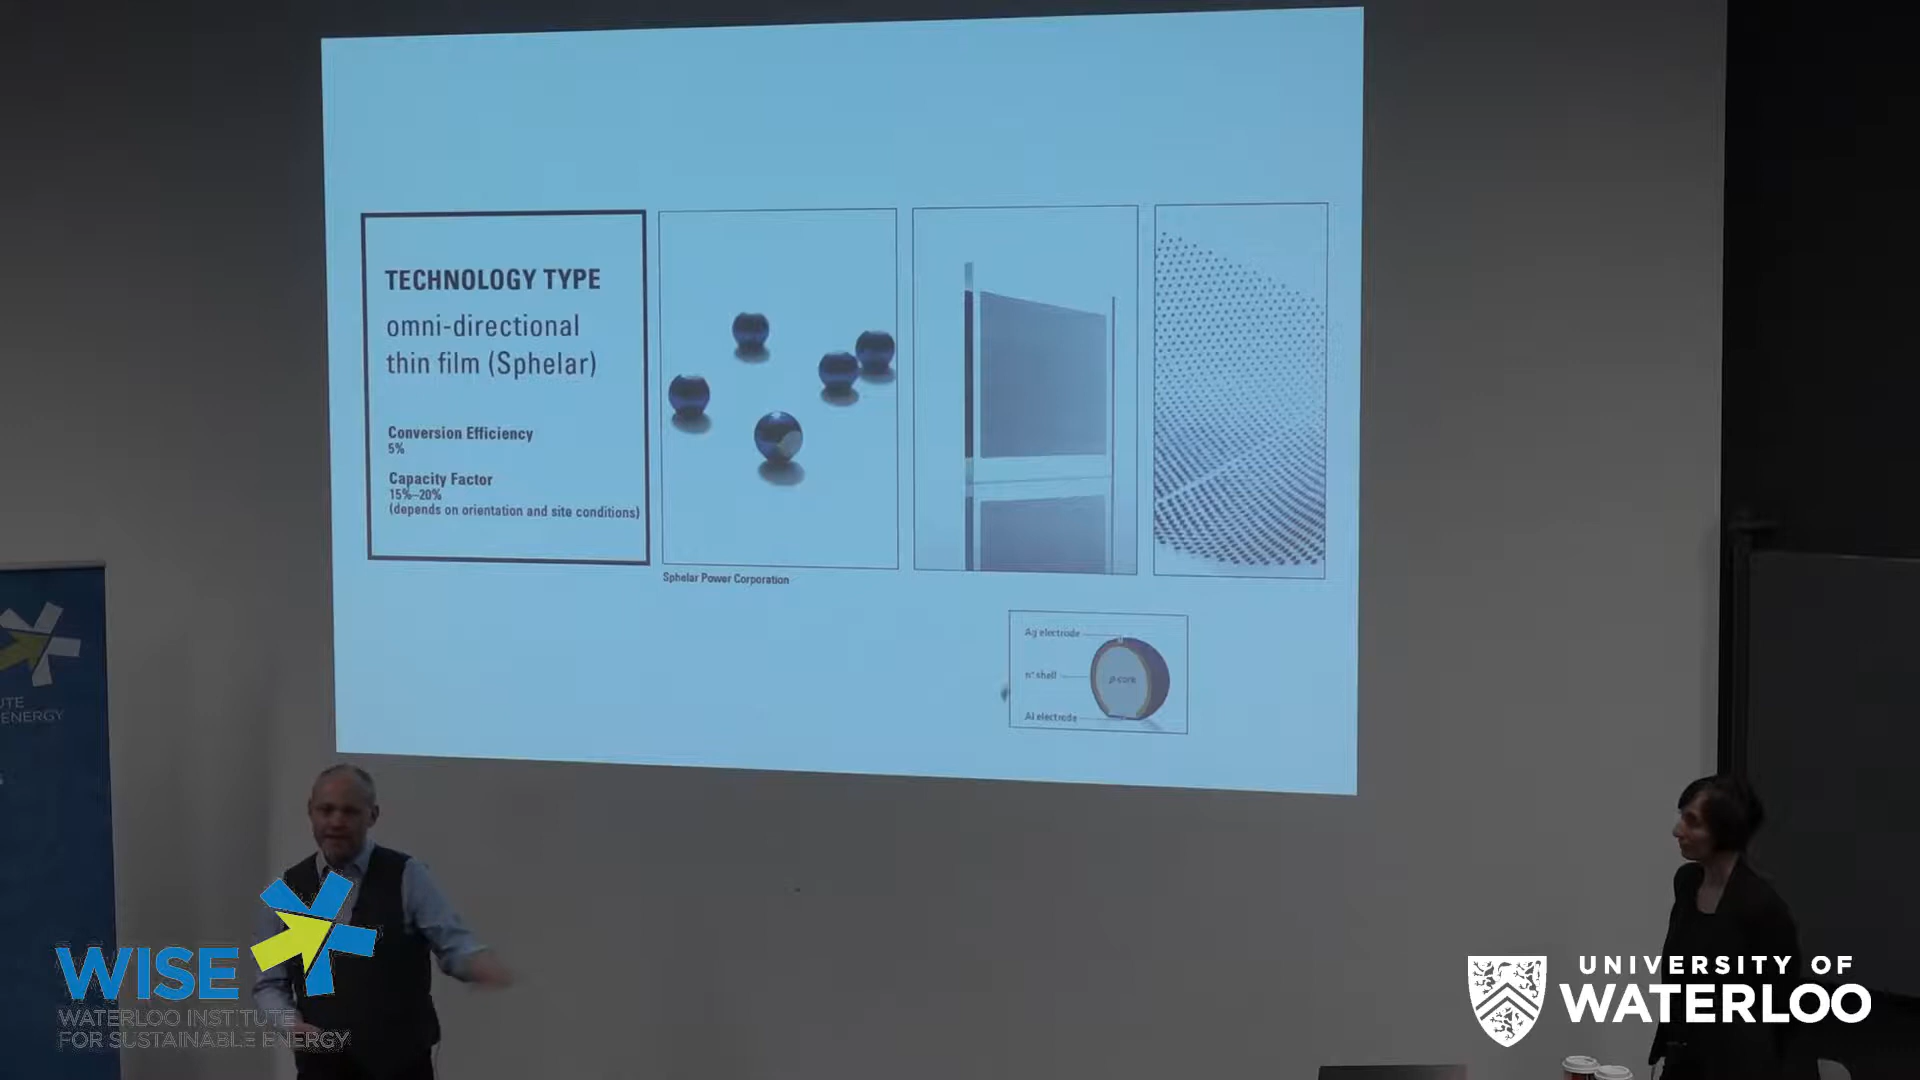 TECHNOLOGY TYPE
omni-directional
thin film (Sphelar)
Conversion Efficiency
5%
Capacity Factor
15%–20%
(depends on orientation and site conditions)
Sphelar Power Corporation
Ag electrode
n⁺ shell
p-core
Al electrode
UTE
ENERGY
WISE
WATERLOO INSTITUTE
FOR SUSTAINABLE ENERGY
UNIVERSITY OF
WATERLOO